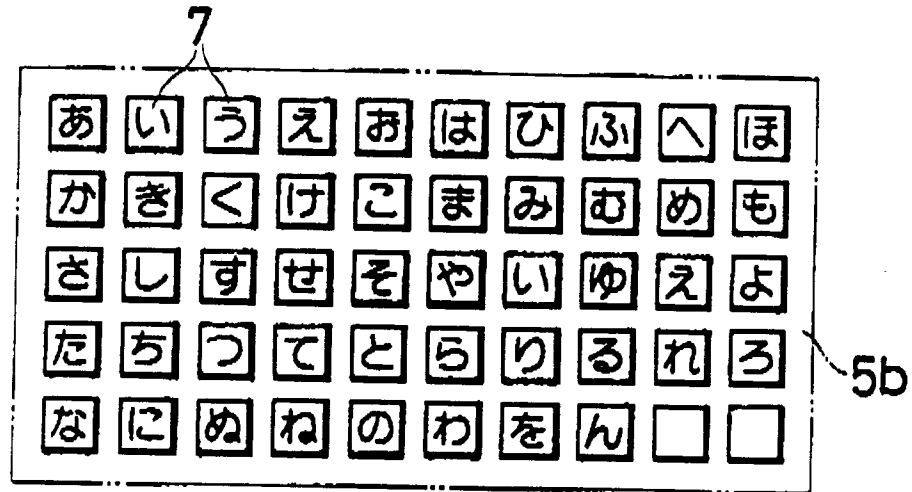 7
あ い う え お は ひ ふ へ ほ
か き く け こ ま み む め も
さ し す せ そ や い ゆ え よ
た ち つ て と ら り る れ ろ
5b
な に ぬ ね の わ を ん